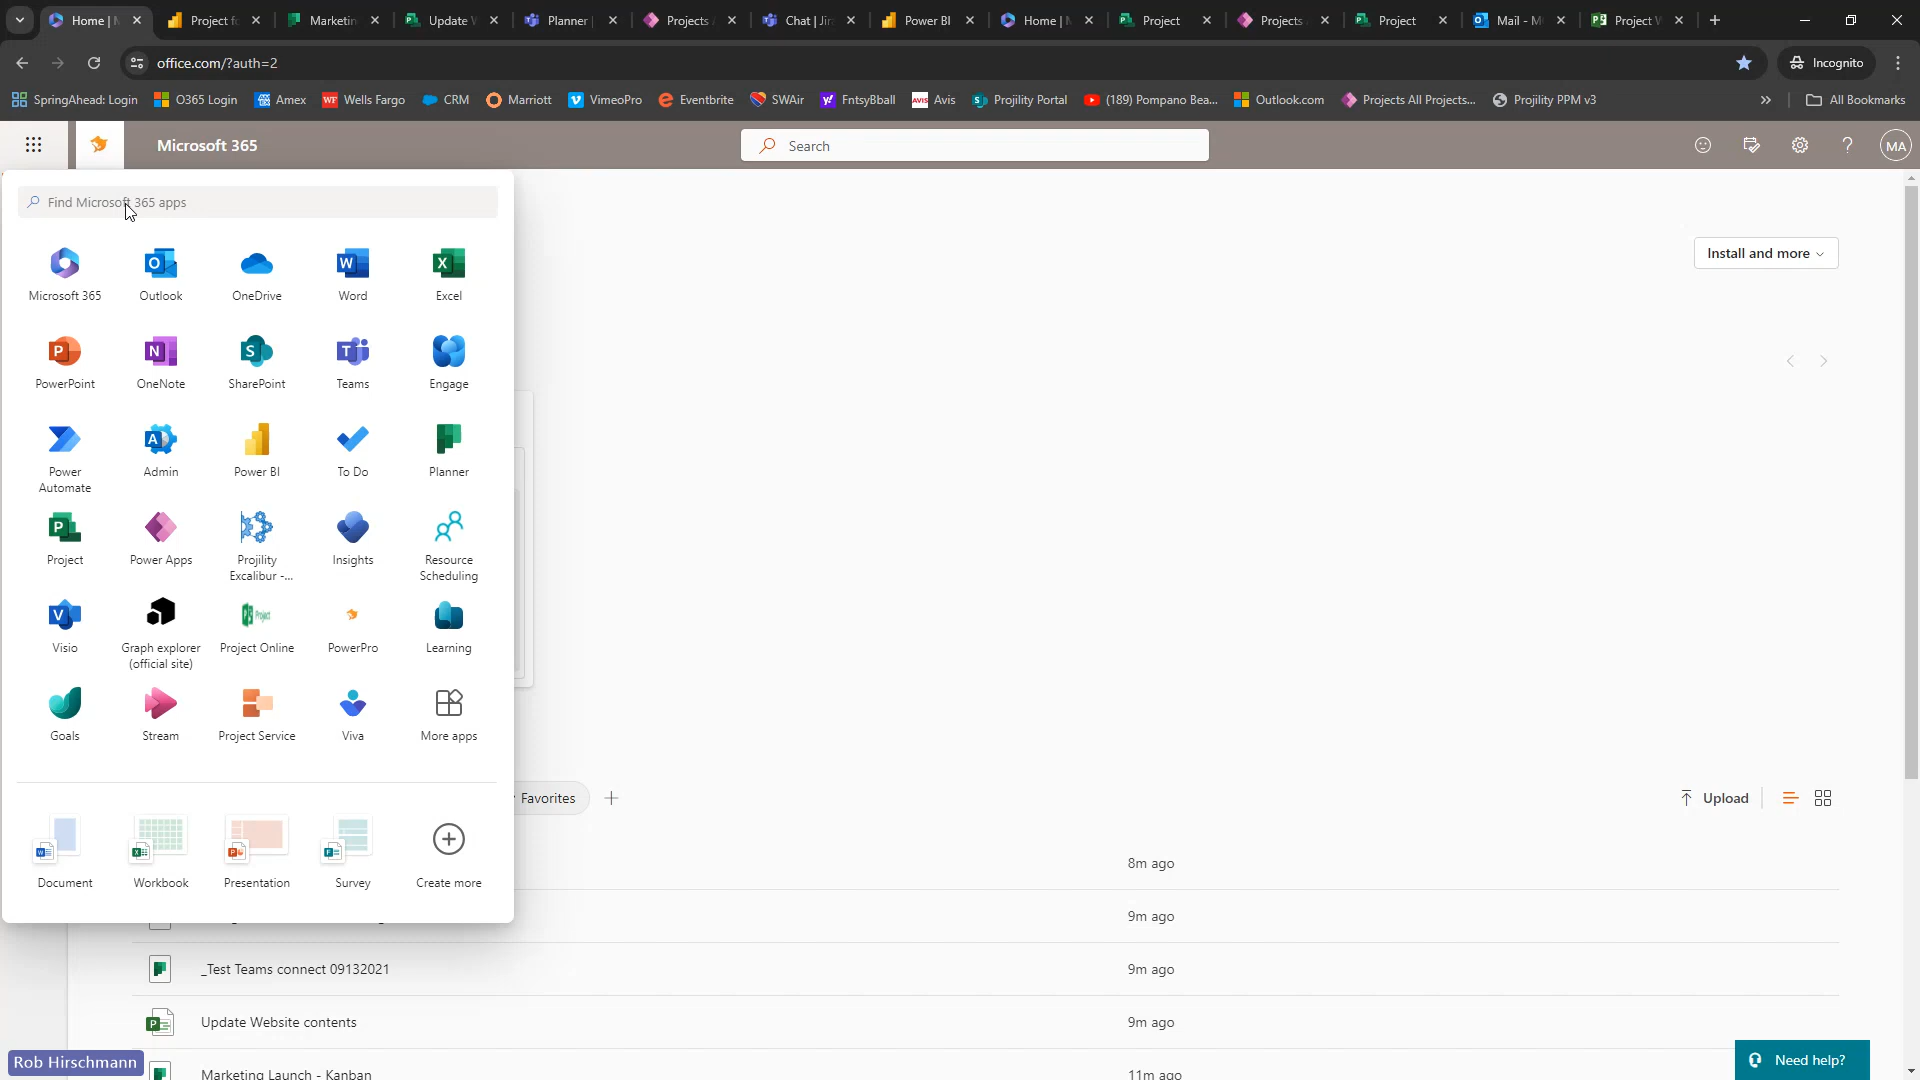 Home | M
Project fo
Marketin
Update W
Planner |
Projects A
Chat | Jir
Power BI
Home | M
Project
Projects
Project
Mail - M
Project W
office.com/?auth=2
Incognito
SpringAhead: Login
O365 Login
Amex
WF Wells Fargo
CRM
Marriott
VimeoPro
Eventbrite
SWAir
FntsyBball
AVIS Avis
Projility Portal
(189) Pompano Bea...
Outlook.com
Projects All Projects...
Projility PPM v3
All Bookmarks
Microsoft 365
Search
MA
Find Microsoft 365 apps
Install and more
Microsoft 365
Outlook
OneDrive
Word
Excel
PowerPoint
OneNote
SharePoint
Teams
Engage
Power
Automate
Admin
Power BI
To Do
Planner
Project
Power Apps
Projility
Excalibur -...
Insights
Resource
Scheduling
Visio
Graph explorer
(official site)
Project Online
PowerPro
Learning
Goals
Stream
Project Service
Viva
More apps
Favorites
Upload
Document
Workbook
Presentation
Survey
Create more
8m ago
9m ago
_Test Teams connect 09132021
9m ago
Update Website contents
9m ago
Marketing Launch - Kanban
11m ago
Rob Hirschmann
Need help?